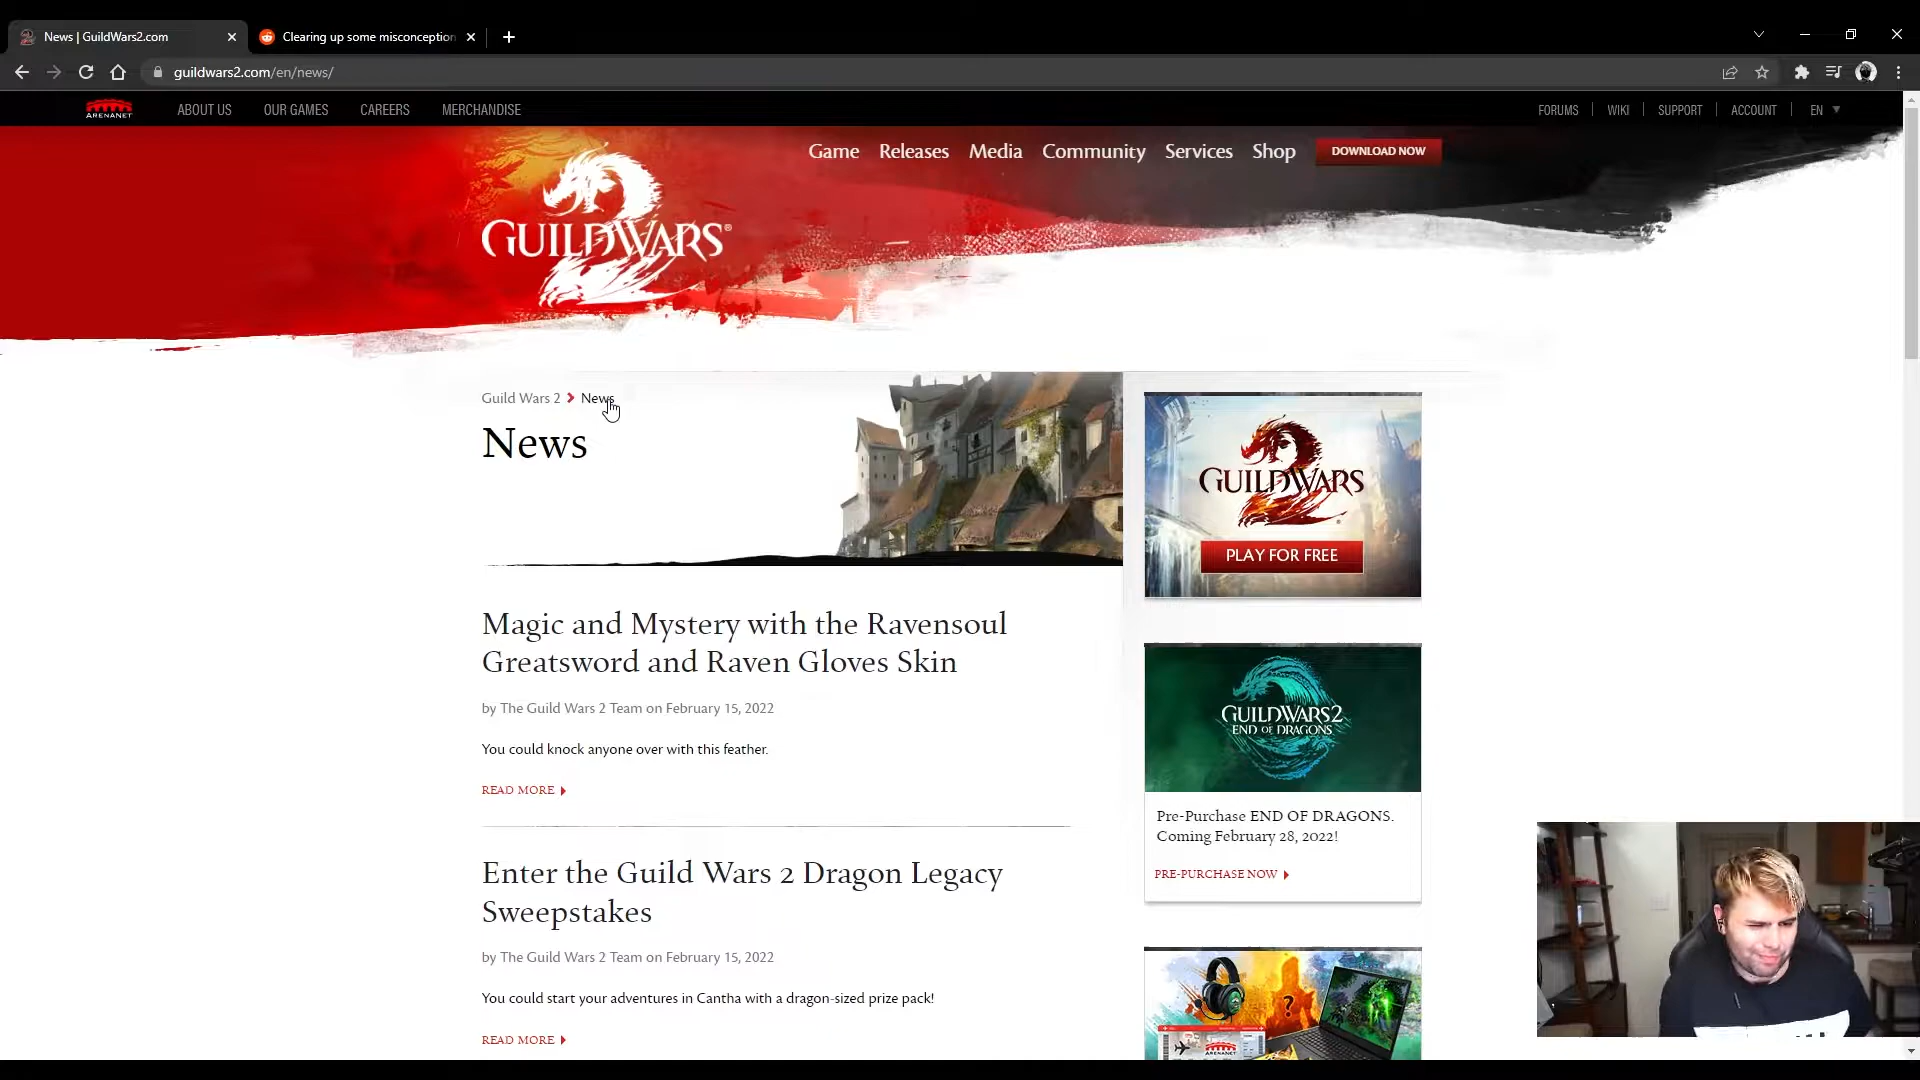 News | GuildWars2.com
Clearing up some misconception
guildwars2.com/en/news/
ARENANET
ABOUT US
OUR GAMES
CAREERS
MERCHANDISE
FORUMS
WIKI
SUPPORT
ACCOUNT
EN
Game
Releases
Media
Community
Services
Shop
DOWNLOAD NOW
GUILDWARS®
2
Guild Wars 2 > News
News
GUILDWARS
2
PLAY FOR FREE
Magic and Mystery with the Ravensoul
Greatsword and Raven Gloves Skin
by The Guild Wars 2 Team on February 15, 2022
You could knock anyone over with this feather.
READ MORE
GUILDWARS2
END OF DRAGONS
Pre-Purchase END OF DRAGONS.
Coming February 28, 2022!
PRE-PURCHASE NOW
Enter the Guild Wars 2 Dragon Legacy
Sweepstakes
by The Guild Wars 2 Team on February 15, 2022
You could start your adventures in Cantha with a dragon-sized prize pack!
READ MORE
?
ARENANET